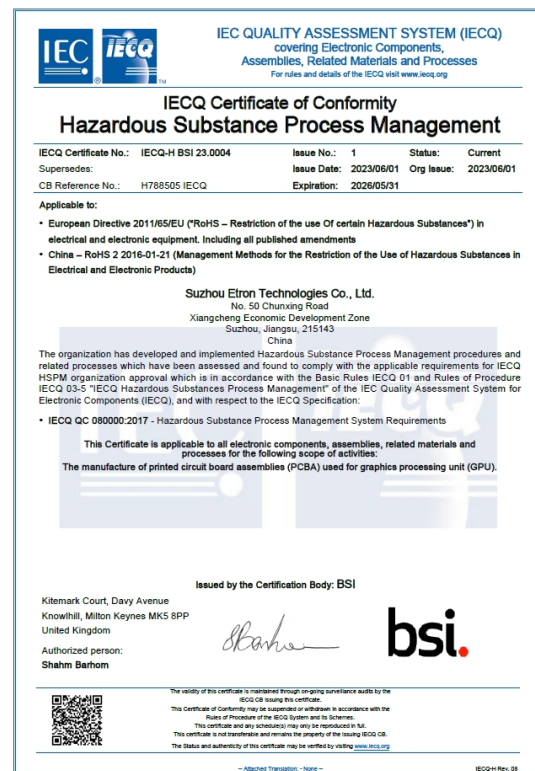 IEC
IECQ
® TM
IEC QUALITY ASSESSMENT SYSTEM (IECQ)
covering Electronic Components,
Assemblies, Related Materials and Processes
For rules and details of the IECQ visit www.iecq.org
IECQ Certificate of Conformity
Hazardous Substance Process Management
IECQ Certificate No.: IECQ-H BSI 23.0004 Issue No.: 1 Status: Current
Supersedes: Issue Date: 2023/06/01 Org Issue: 2023/06/01
CB Reference No.: H788505 IECQ Expiration: 2026/05/31
Applicable to:
• European Directive 2011/65/EU ("RoHS – Restriction of the use Of certain Hazardous Substances") in
electrical and electronic equipment. Including all published amendments
• China – RoHS 2 2016-01-21 (Management Methods for the Restriction of the Use of Hazardous Substances in
Electrical and Electronic Products)
Suzhou Etron Technologies Co., Ltd.
No. 50 Chunxing Road
Xiangcheng Economic Development Zone
Suzhou, Jiangsu, 215143
China
The organization has developed and implemented Hazardous Substance Process Management procedures and
related processes which have been assessed and found to comply with the applicable requirements for IECQ
HSPM organization approval which is in accordance with the Basic Rules IECQ 01 and Rules of Procedure
IECQ 03-5 "IECQ Hazardous Substances Process Management" of the IEC Quality Assessment System for
Electronic Components (IECQ), and with respect to the IECQ Specification:
• IECQ QC 080000:2017 - Hazardous Substance Process Management System Requirements
This Certificate is applicable to all electronic components, assemblies, related materials and
processes for the following scope of activities:
The manufacture of printed circuit board assemblies (PCBA) used for graphics processing unit (GPU).
Issued by the Certification Body: BSI
Kitemark Court, Davy Avenue
Knowlhill, Milton Keynes MK5 8PP
United Kingdom
Authorized person:
Shahm Barhom
bsi.
The validity of this certificate is maintained through on-going surveillance audits by the
IECQ CB issuing this certificate.
This Certificate of Conformity may be suspended or withdrawn in accordance with the
Rules of Procedure of the IECQ System and its Schemes.
This certificate and any schedule(s) may only be reproduced in full.
This certificate is not transferable and remains the property of the issuing IECQ CB.
The Status and authenticity of this certificate may be verified by visiting www.iecq.org
– Attached Translation: - None –
IECQ-H Rev. 08